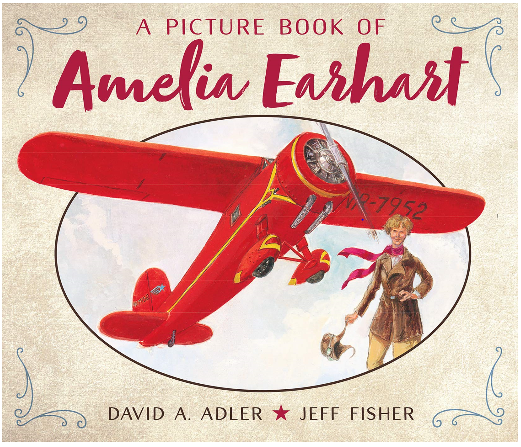 A PICTURE BOOK OF
Amelia Earhart
NR-7952
DAVID A. ADLER ★ JEFF FISHER